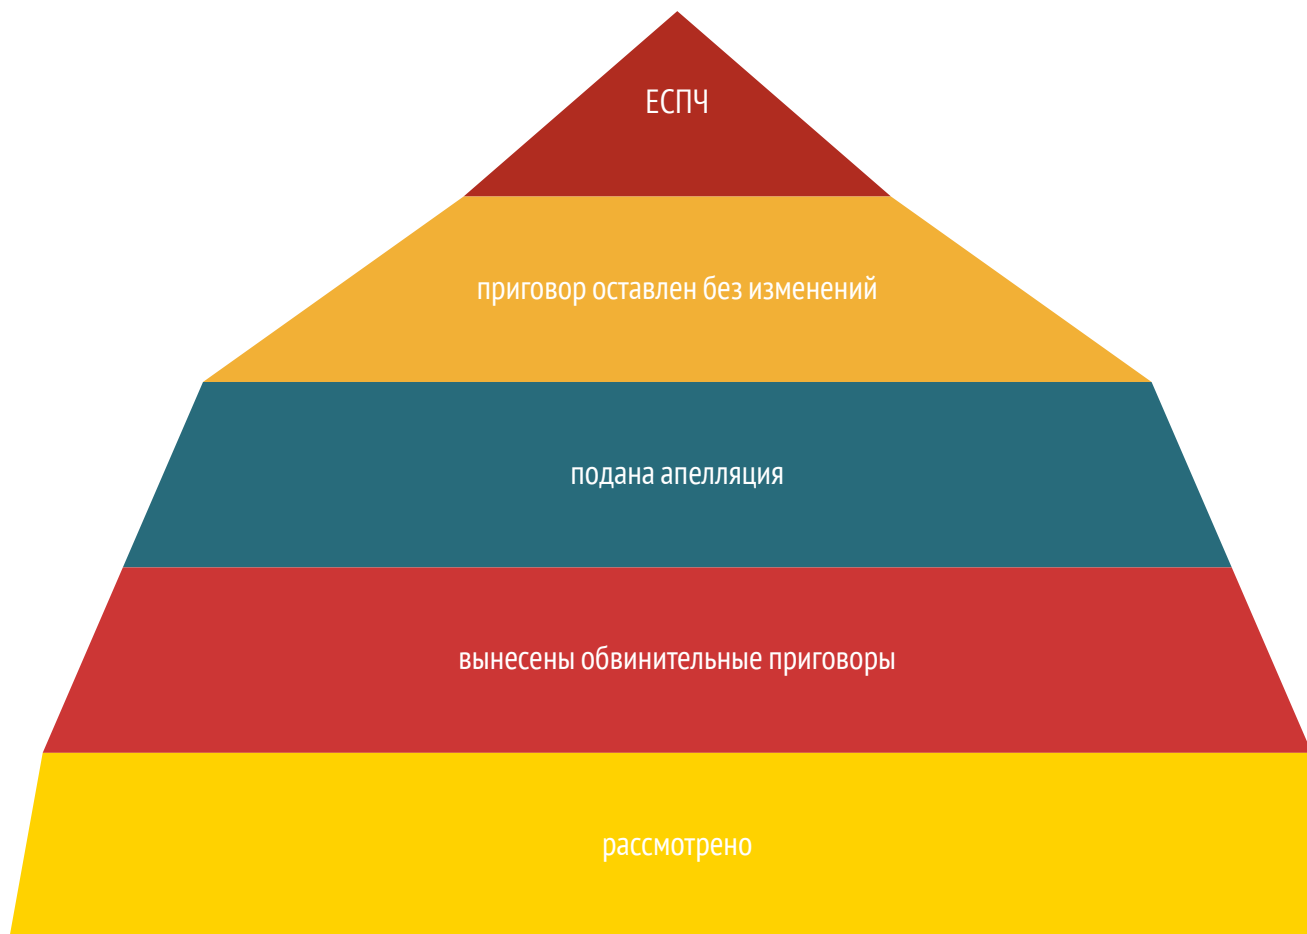 ЕСПЧ
приговор оставлен без изменений
подана апелляция
вынесены обвинительные приговоры
рассмотрено